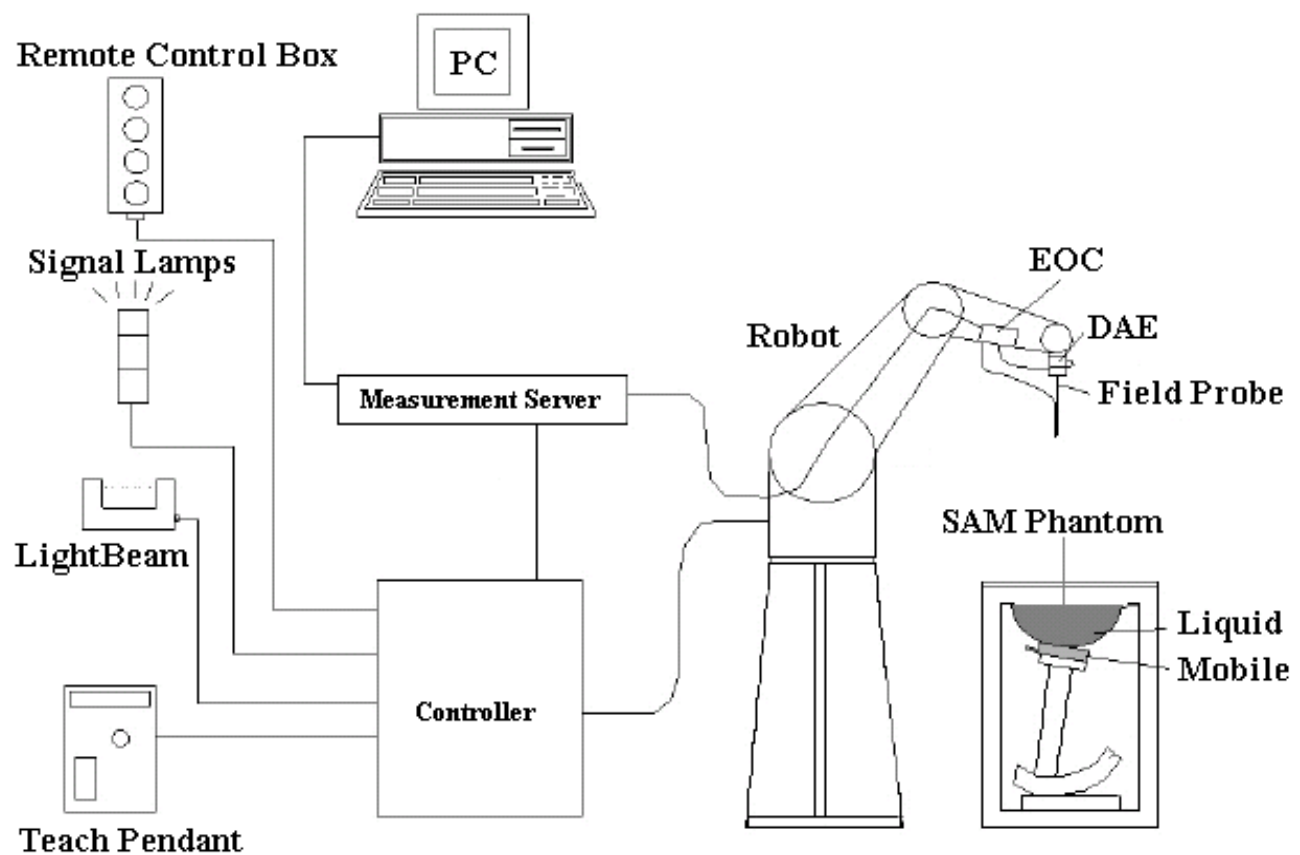 Remote Control Box
PC
Signal Lamps
EOC
Robot
DAE
Field Probe
Measurement Server
SAM Phantom
LightBeam
Liquid
Mobile
Controller
Teach Pendant